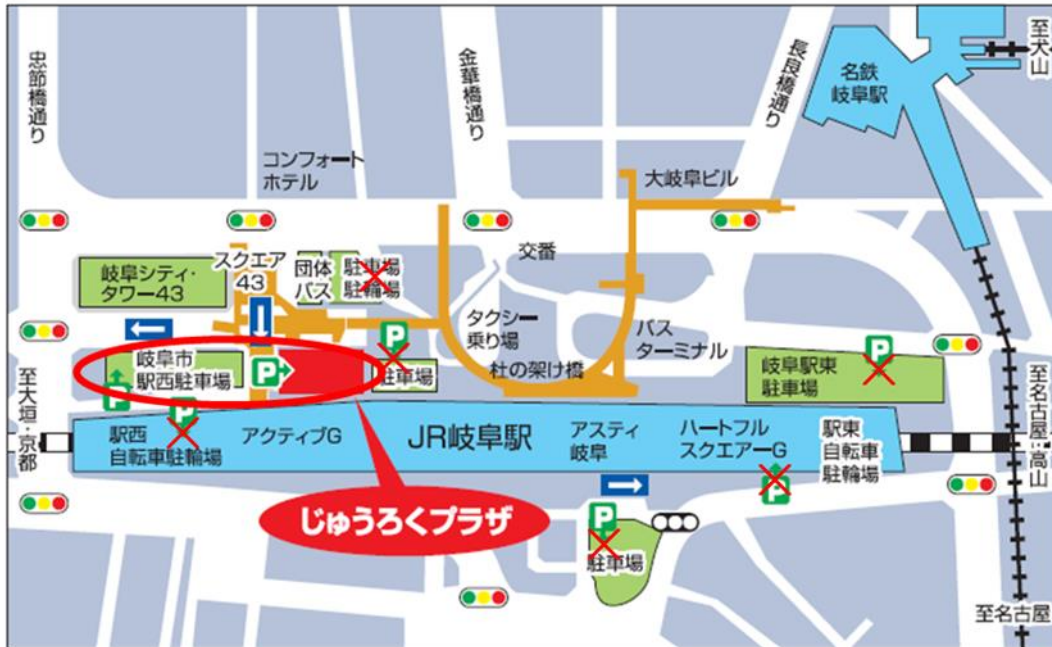 忠節橋通り
金華橋通り
長良橋通り
名鉄
岐阜駅
至犬山
コンフォート
ホテル
大岐阜ビル
交番
岐阜シティ・
タワー43
スクエア
43
団体
バス
駐車場
駐輪場
タクシー
乗り場
バス
ターミナル
杜の架け橋
岐阜市
駅西駐車場
P
P
P
駐車場
P
岐阜駅東
駐車場
至大垣・京都
P
駅西
自転車駐輪場
アクティブG
JR岐阜駅
アスティ
岐阜
ハートフル
スクエアーG
駅東
自転車
駐輪場
至名古屋・高山
P
じゅうろくプラザ
P
駐車場
至名古屋